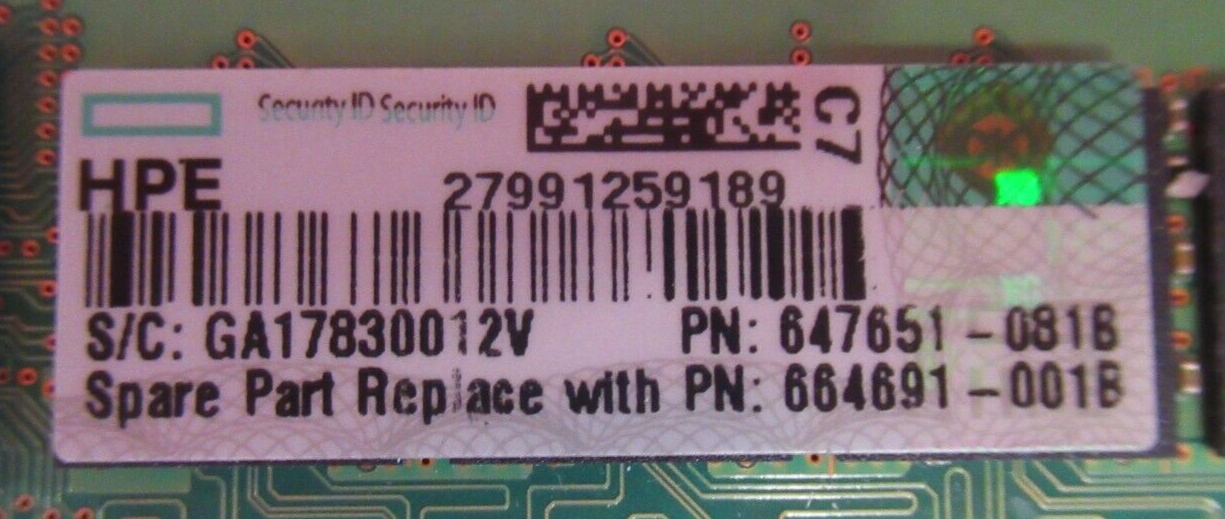 Security ID Security ID
C7
HPE
27991259189
S/C: GA17830012V PN: 647651-081B
Spare Part Replace with PN: 664691-001B